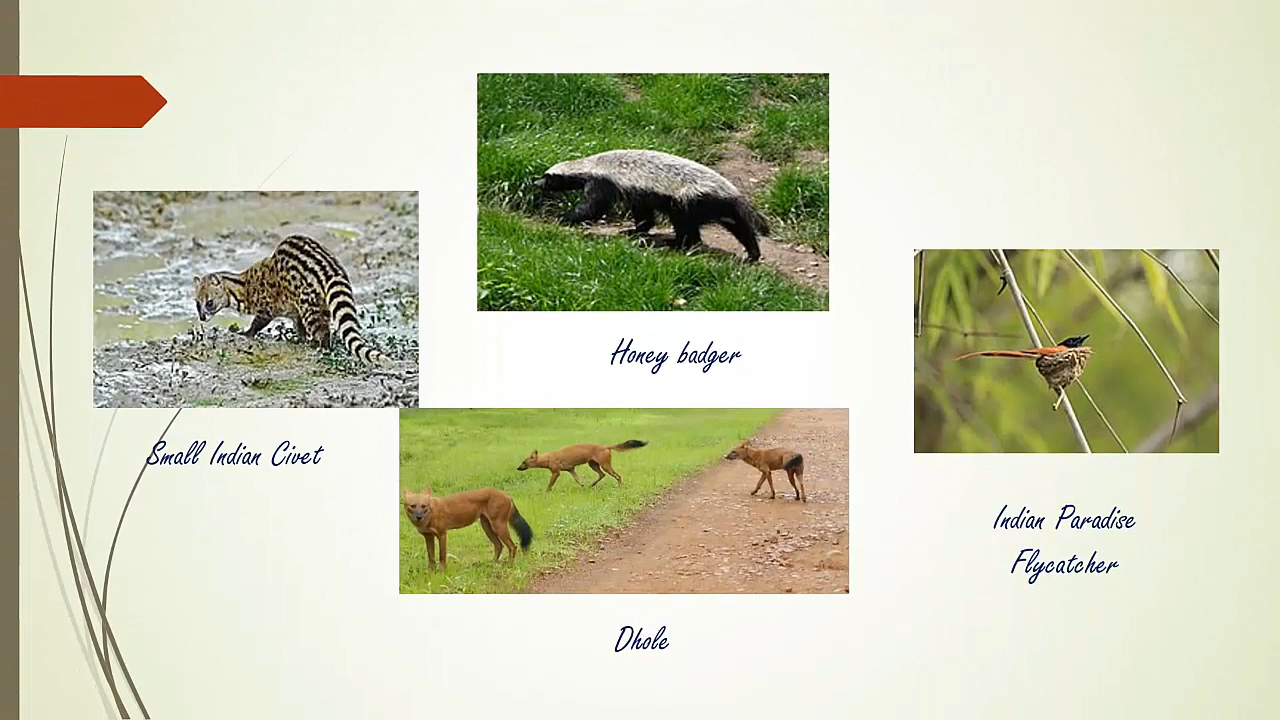 Honey badger
Small Indian Civet
Indian Paradise
Flycatcher
Dhole